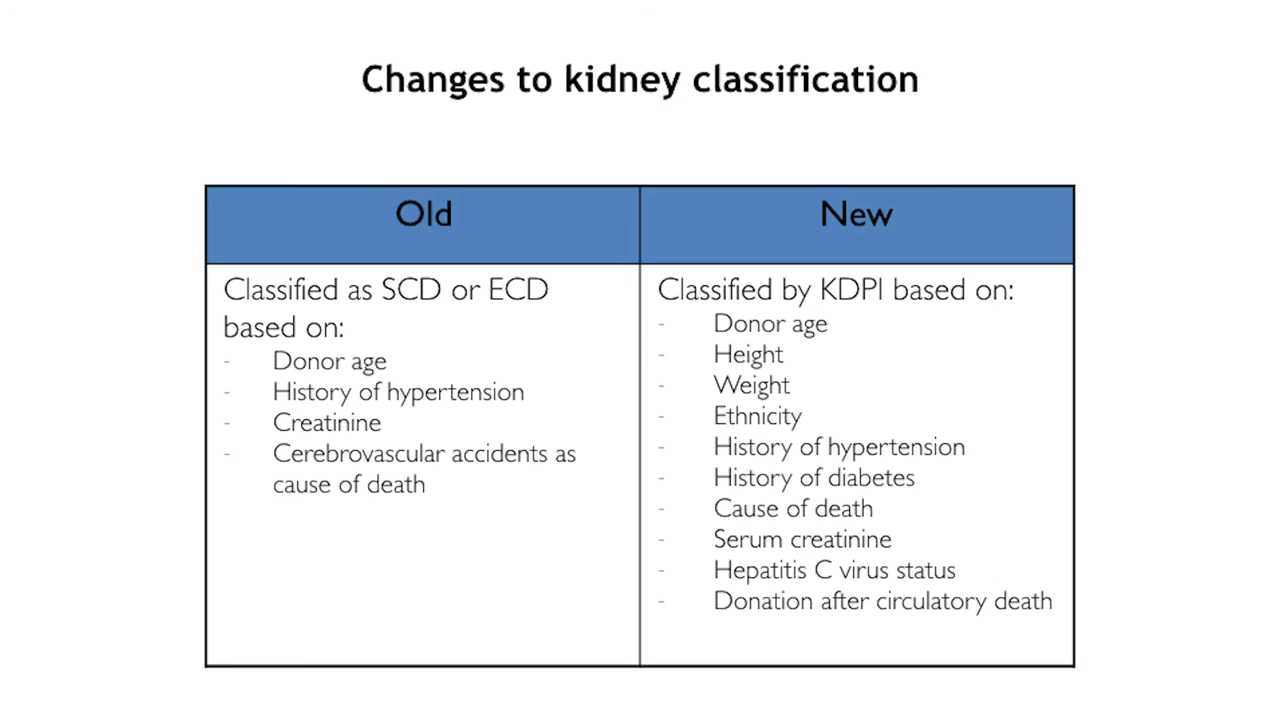 Changes to kidney classification
Old
New
Classified as SCD or ECD
based on:
- Donor age
- History of hypertension
- Creatinine
- Cerebrovascular accidents as
cause of death
Classified by KDPI based on:
- Donor age
- Height
- Weight
- Ethnicity
- History of hypertension
- History of diabetes
- Cause of death
- Serum creatinine
- Hepatitis C virus status
- Donation after circulatory death